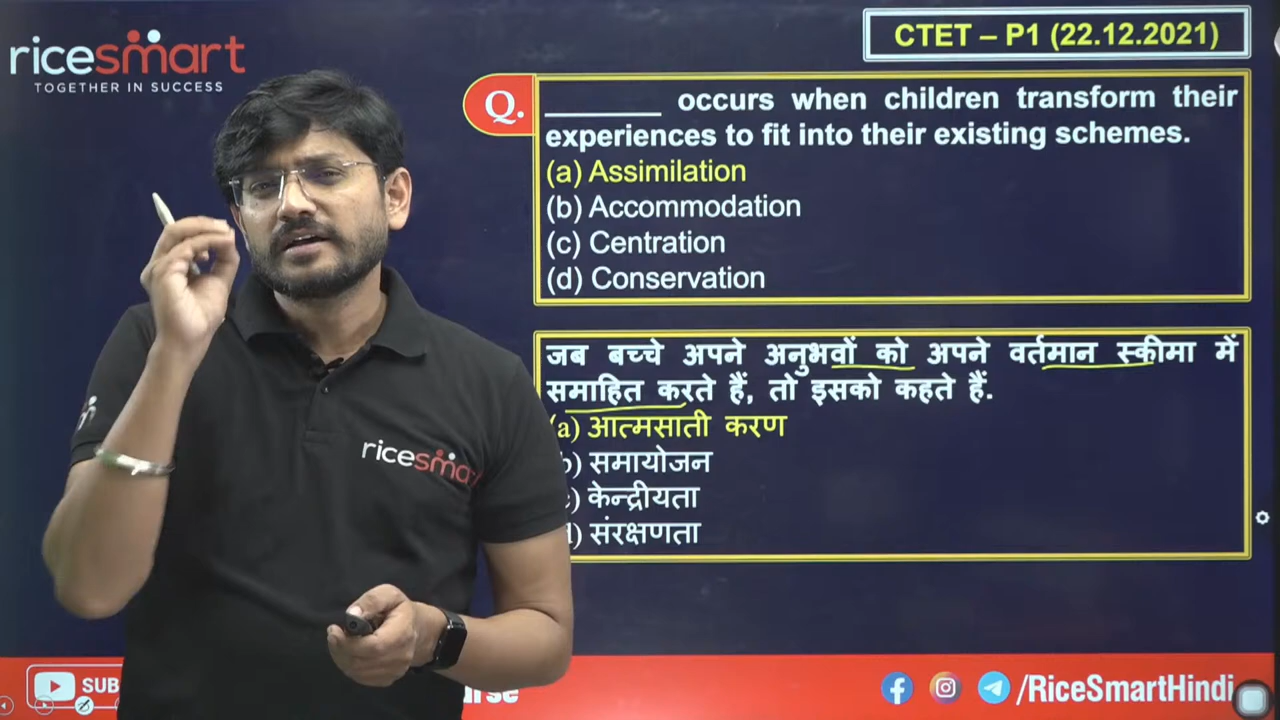 ricesmart
TOGETHER IN SUCCESS
CTET – P1 (22.12.2021)
Q.
________ occurs when children transform their
experiences to fit into their existing schemes.
(a) Assimilation
(b) Accommodation
(c) Centration
(d) Conservation
जब बच्चे अपने अनुभवों को अपने वर्तमान स्कीमा में
समाहित करते हैं, तो इसको कहते हैं.
a) आत्मसाती करण
b) समायोजन
c) केन्द्रीयता
d) संरक्षणता
ricesma
SUB
/RiceSmartHindi